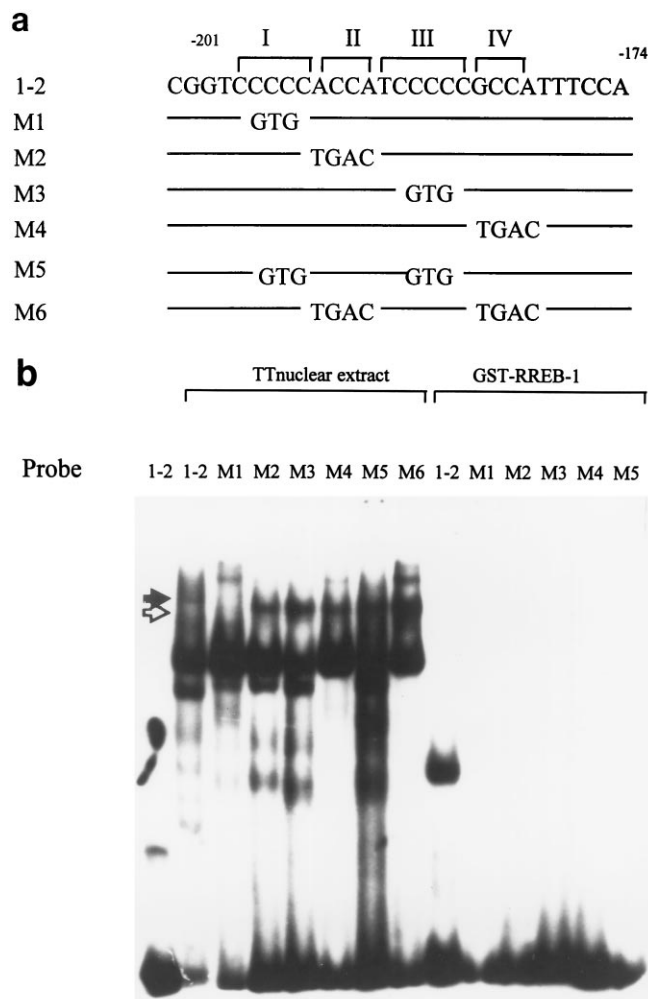 a
-201 I II III IV -174
1-2 CGGTCCCCCACCATCCCCCGCCATTTCCA
M1 GTG
M2 TGAC
M3 GTG
M4 TGAC
M5 GTG GTG
M6 TGAC TGAC
b
TTnuclear extract GST-RREB-1
Probe 1-2 1-2 M1 M2 M3 M4 M5 M6 1-2 M1 M2 M3 M4 M5